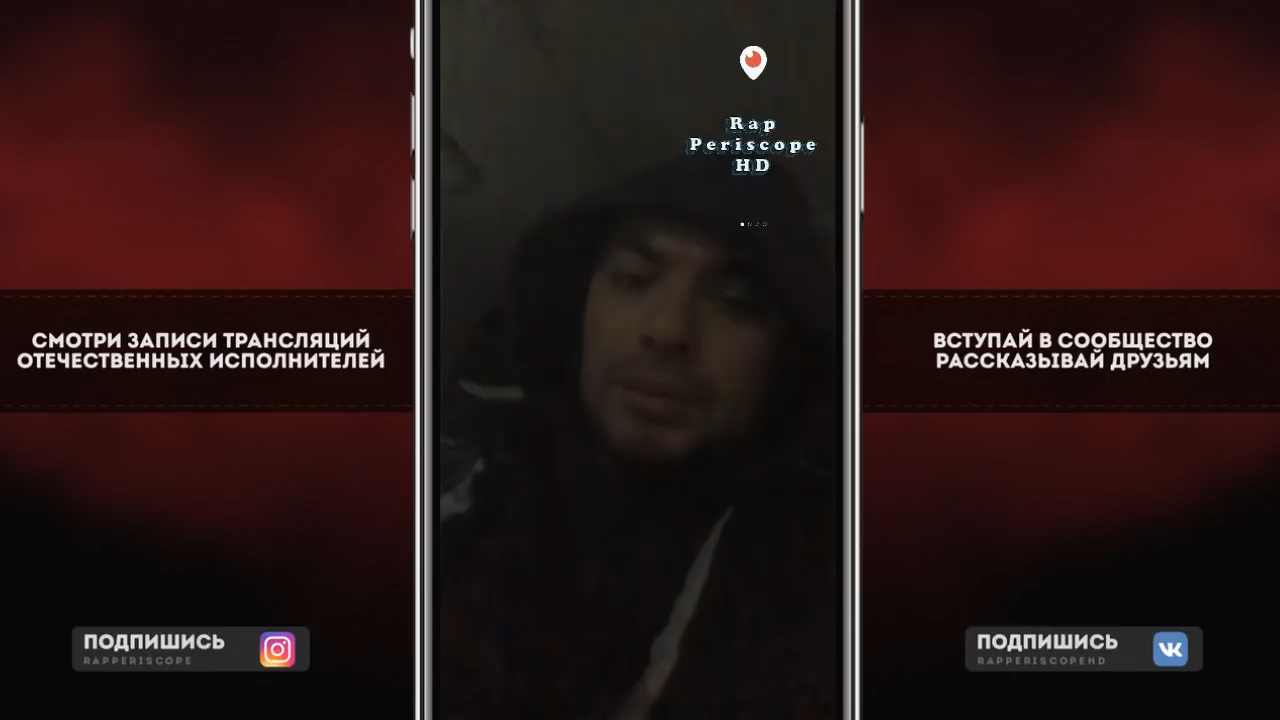 Rap
Periscope
HD
СМОТРИ ЗАПИСИ ТРАНСЛЯЦИЙ
ОТЕЧЕСТВЕННЫХ ИСПОЛНИТЕЛЕЙ
ВСТУПАЙ В СООБЩЕСТВО
РАССКАЗЫВАЙ ДРУЗЬЯМ
ПОДПИШИСЬ
RAPPERISCOPE
ПОДПИШИСЬ
RAPPERISCOPEHD